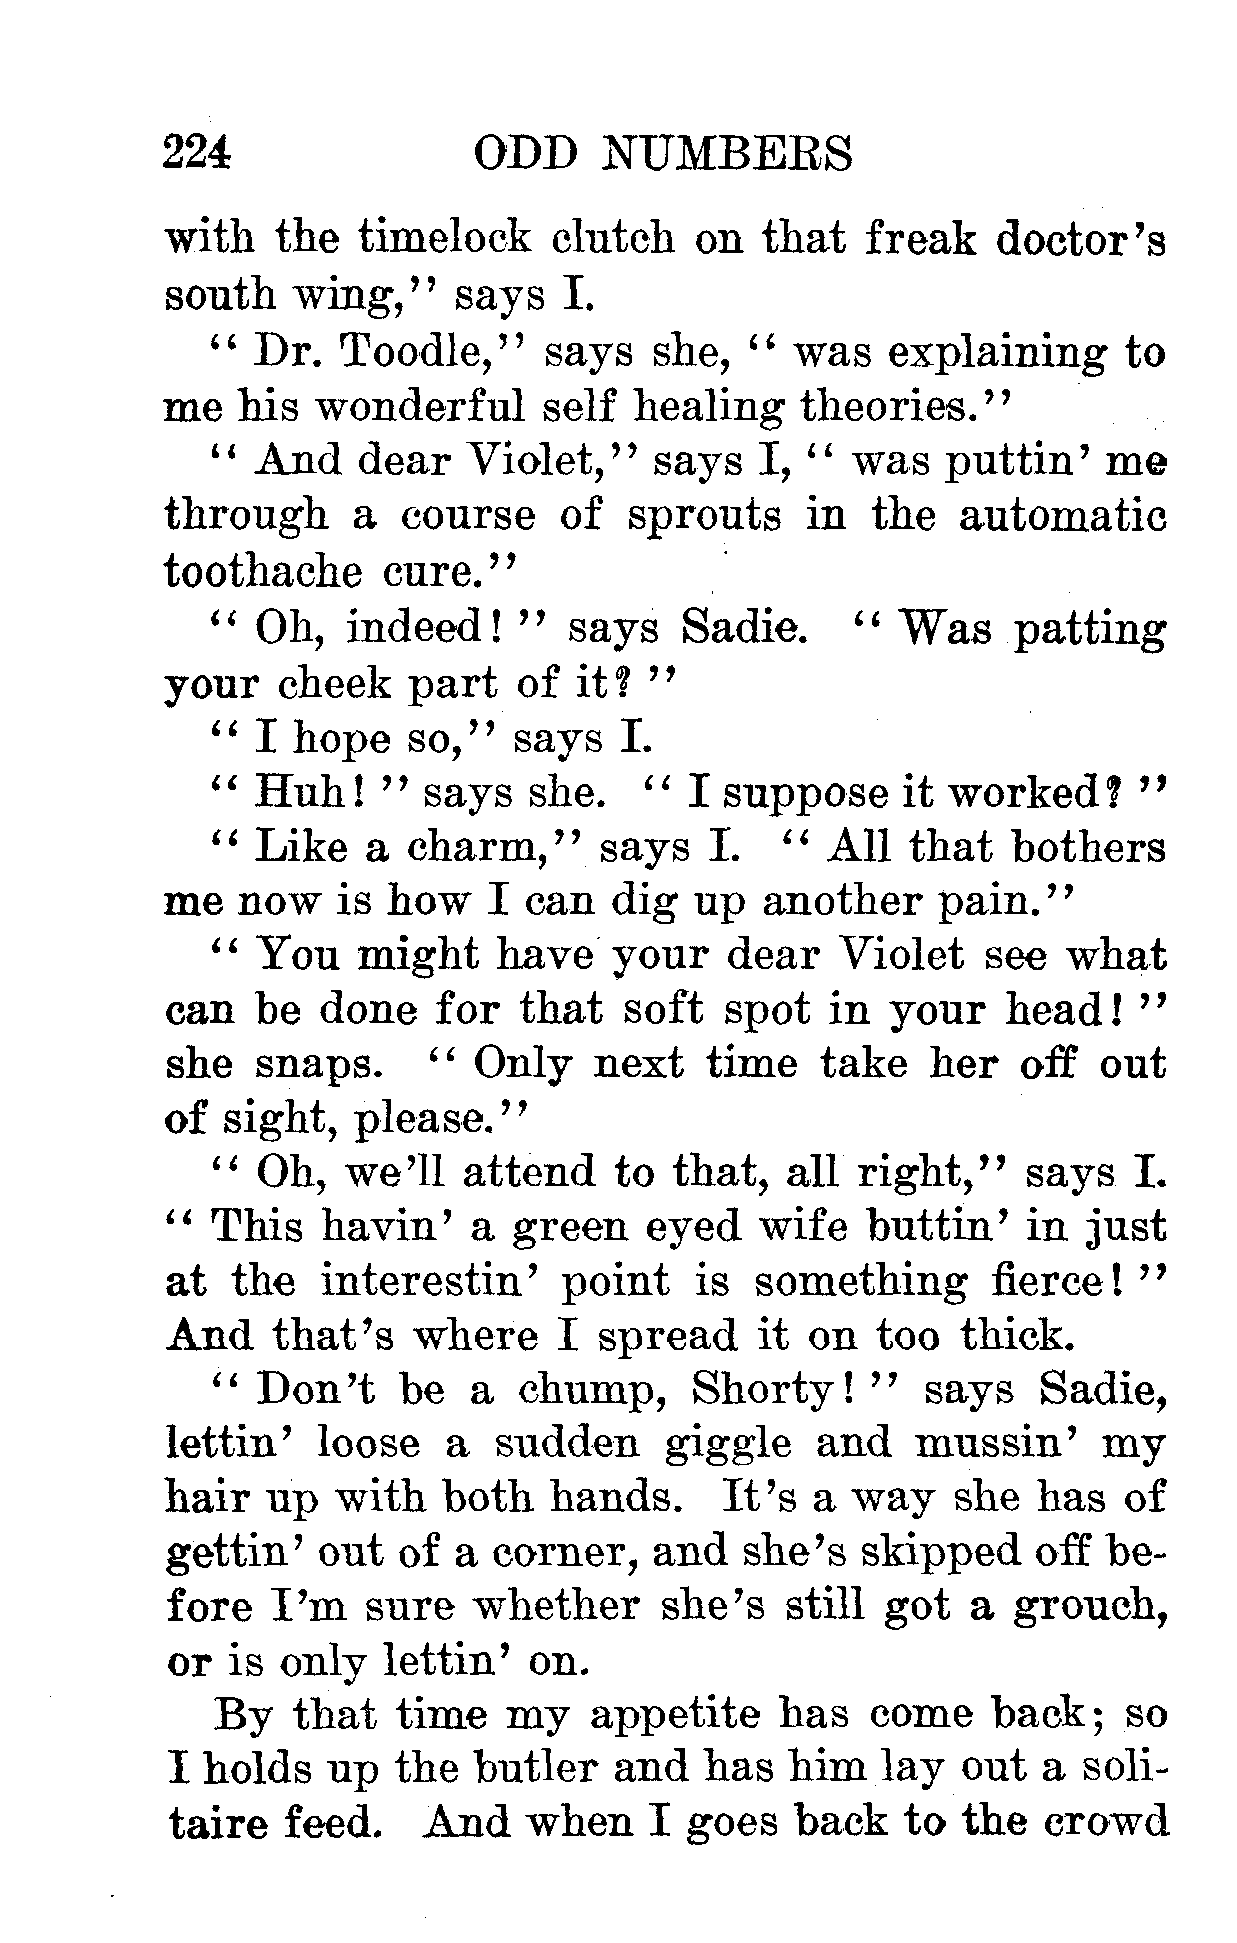 224 ODD NUMBERS
with the timelock clutch on that freak doctor's
south wing," says I.
" Dr. Toodle," says she, " was explaining to
me his wonderful self healing theories."
" And dear Violet," says I, " was puttin' me
through a course of sprouts in the automatic
toothache cure."
" Oh, indeed! " says Sadie. " Was patting
your cheek part of it? "
" I hope so," says I.
" Huh! " says she. " I suppose it worked? "
" Like a charm," says I. " All that bothers
me now is how I can dig up another pain."
" You might have your dear Violet see what
can be done for that soft spot in your head! "
she snaps. " Only next time take her off out
of sight, please."
" Oh, we'll attend to that, all right," says I.
" This havin' a green eyed wife buttin' in just
at the interestin' point is something fierce! "
And that's where I spread it on too thick.
" Don't be a chump, Shorty! " says Sadie,
lettin' loose a sudden giggle and mussin' my
hair up with both hands. It's a way she has of
gettin' out of a corner, and she's skipped off be-
fore I'm sure whether she's still got a grouch,
or is only lettin' on.
By that time my appetite has come back; so
I holds up the butler and has him lay out a soli-
taire feed. And when I goes back to the crowd